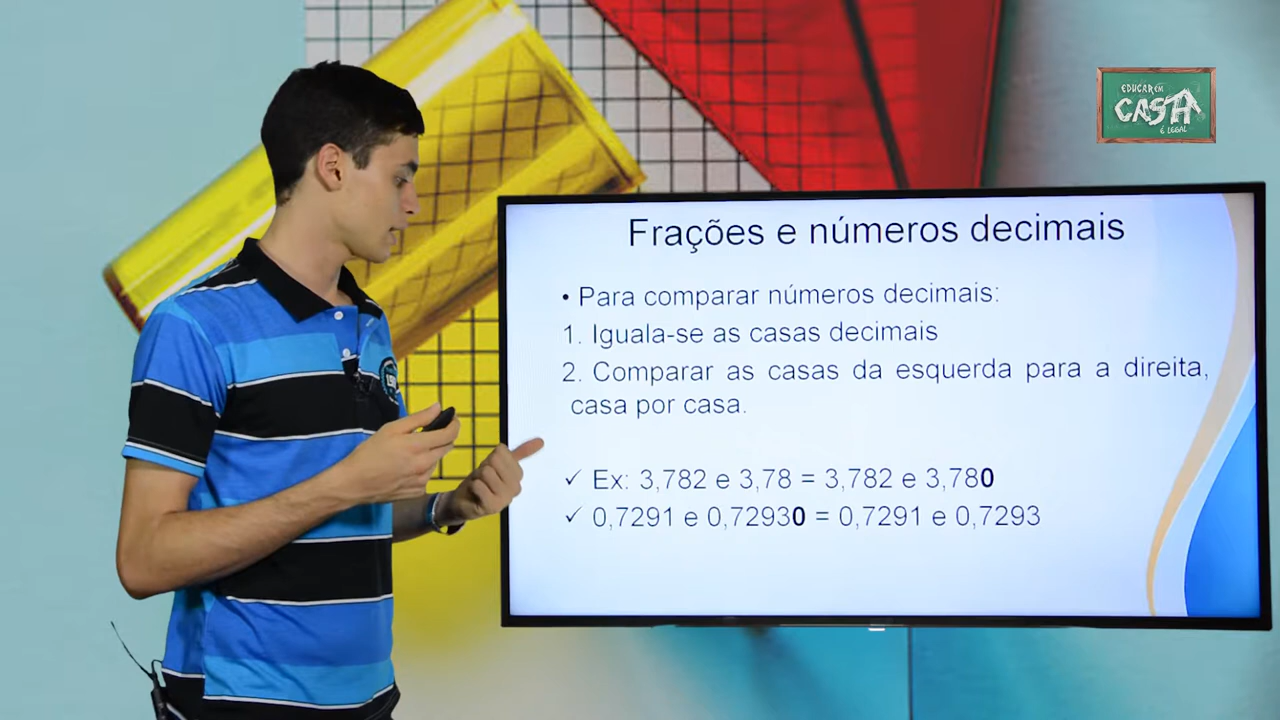 EDUCAR EM
CASA
É LEGAL
Frações e números decimais
• Para comparar números decimais:
1. Iguala-se as casas decimais
2. Comparar as casas da esquerda para a direita,
casa por casa.
✓ Ex: 3,782 e 3,78 = 3,782 e 3,780
✓ 0,7291 e 0,72930 = 0,7291 e 0,7293